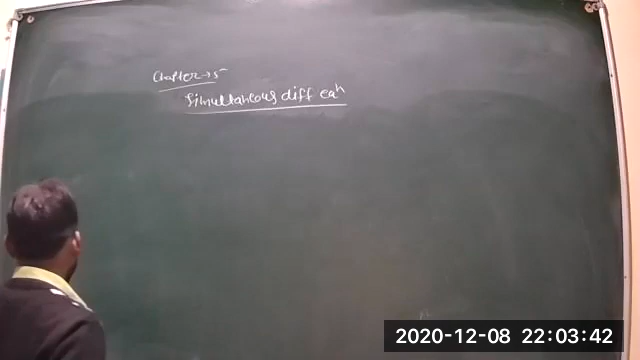 Chapter → 5
Simultaneous diff eqn
2020-12-08 22:03:42